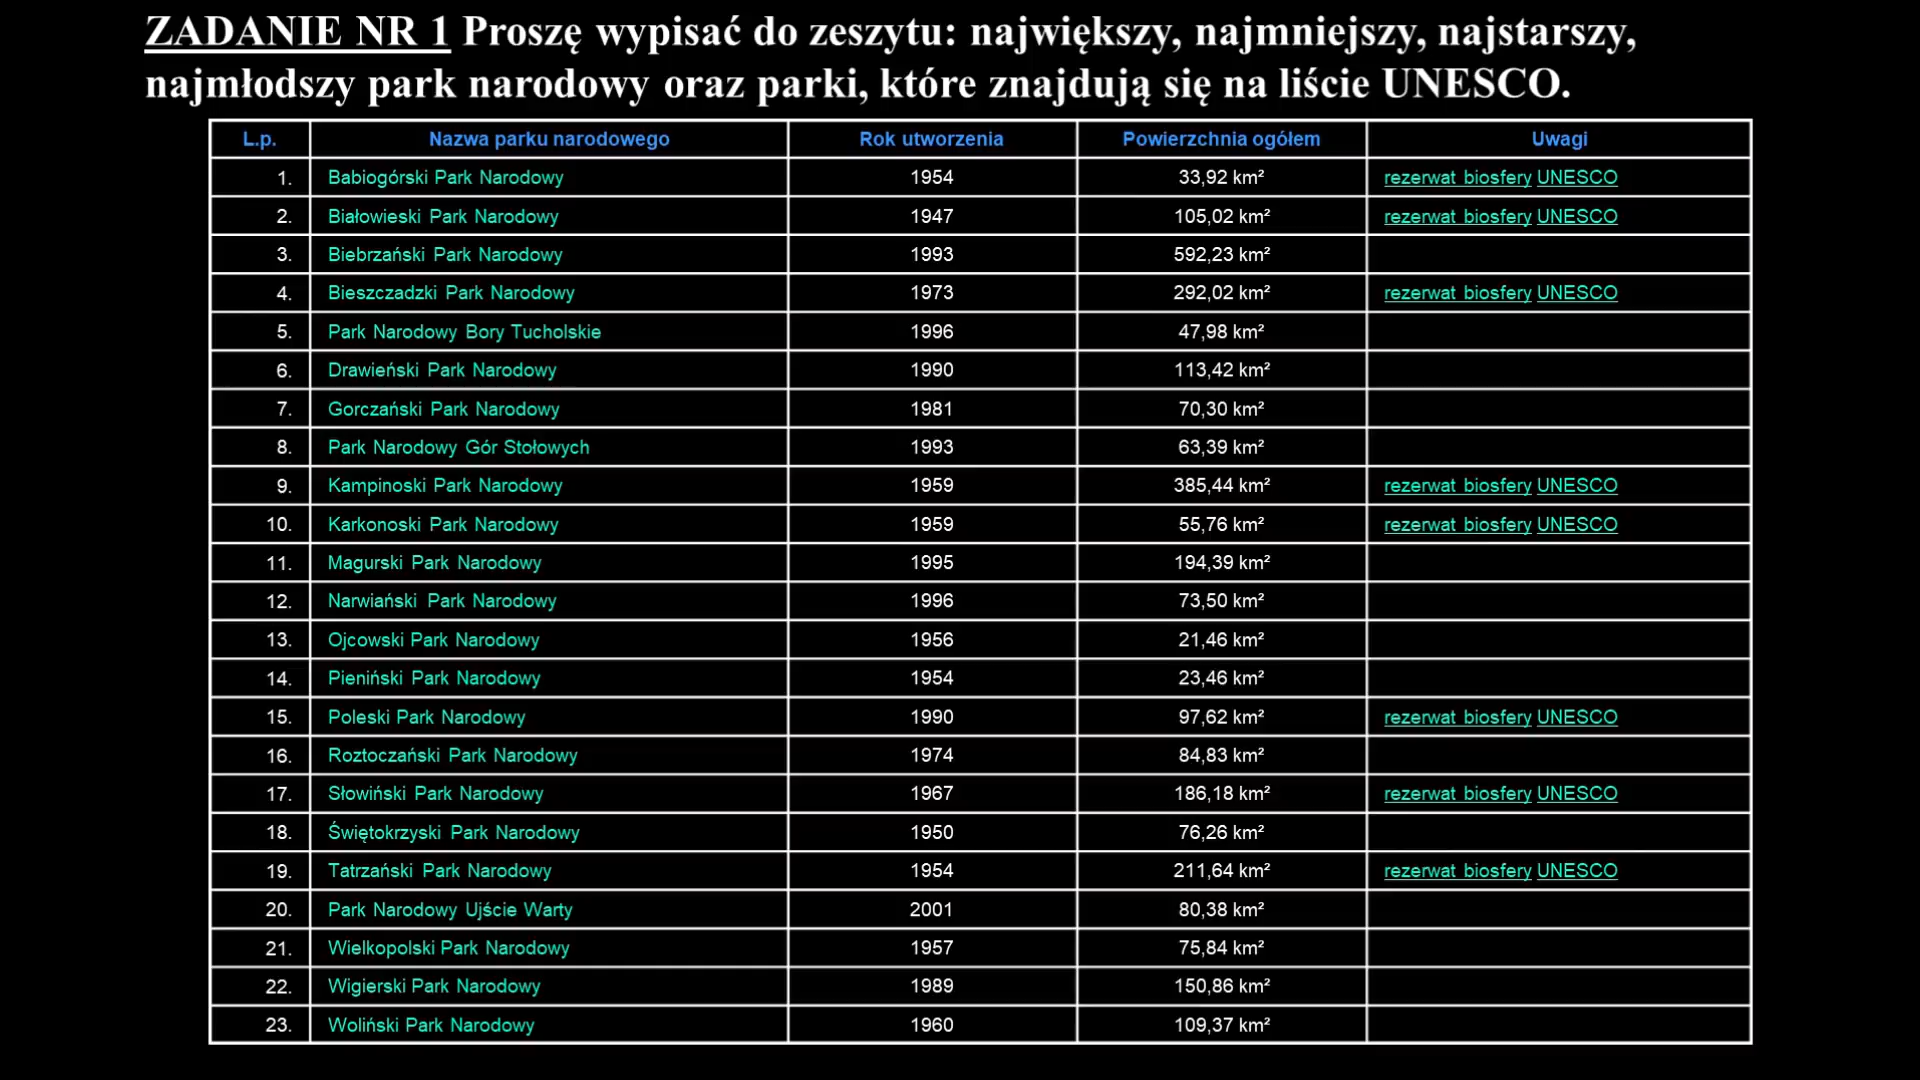 ZADANIE NR 1 Proszę wypisać do zeszytu: największy, najmniejszy, najstarszy,
najmłodszy park narodowy oraz parki, które znajdują się na liście UNESCO.
L.p. Nazwa parku narodowego Rok utworzenia Powierzchnia ogółem Uwagi
1. Babiogórski Park Narodowy 1954 33,92 km² rezerwat biosfery UNESCO
2. Białowieski Park Narodowy 1947 105,02 km² rezerwat biosfery UNESCO
3. Biebrzański Park Narodowy 1993 592,23 km²
4. Bieszczadzki Park Narodowy 1973 292,02 km² rezerwat biosfery UNESCO
5. Park Narodowy Bory Tucholskie 1996 47,98 km²
6. Drawieński Park Narodowy 1990 113,42 km²
7. Gorczański Park Narodowy 1981 70,30 km²
8. Park Narodowy Gór Stołowych 1993 63,39 km²
9. Kampinoski Park Narodowy 1959 385,44 km² rezerwat biosfery UNESCO
10. Karkonoski Park Narodowy 1959 55,76 km² rezerwat biosfery UNESCO
11. Magurski Park Narodowy 1995 194,39 km²
12. Narwiański Park Narodowy 1996 73,50 km²
13. Ojcowski Park Narodowy 1956 21,46 km²
14. Pieniński Park Narodowy 1954 23,46 km²
15. Poleski Park Narodowy 1990 97,62 km² rezerwat biosfery UNESCO
16. Roztoczański Park Narodowy 1974 84,83 km²
17. Słowiński Park Narodowy 1967 186,18 km² rezerwat biosfery UNESCO
18. Świętokrzyski Park Narodowy 1950 76,26 km²
19. Tatrzański Park Narodowy 1954 211,64 km² rezerwat biosfery UNESCO
20. Park Narodowy Ujście Warty 2001 80,38 km²
21. Wielkopolski Park Narodowy 1957 75,84 km²
22. Wigierski Park Narodowy 1989 150,86 km²
23. Woliński Park Narodowy 1960 109,37 km²